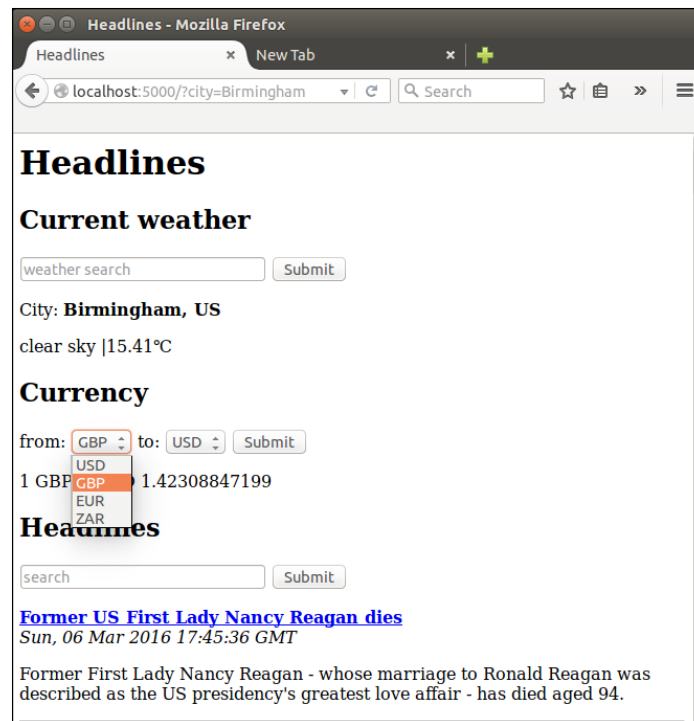 Headlines - Mozilla Firefox
Headlines × New Tab ×
localhost:5000/?city=Birmingham Search
Headlines
Current weather
weather search Submit
City: Birmingham, US
clear sky |15.41℃
Currency
from: GBP to: USD Submit
USD
1 GBP 1.42308847199
GBP
EUR
ZAR
Headlines
search Submit
Former US First Lady Nancy Reagan dies
Sun, 06 Mar 2016 17:45:36 GMT
Former First Lady Nancy Reagan - whose marriage to Ronald Reagan was
described as the US presidency's greatest love affair - has died aged 94.